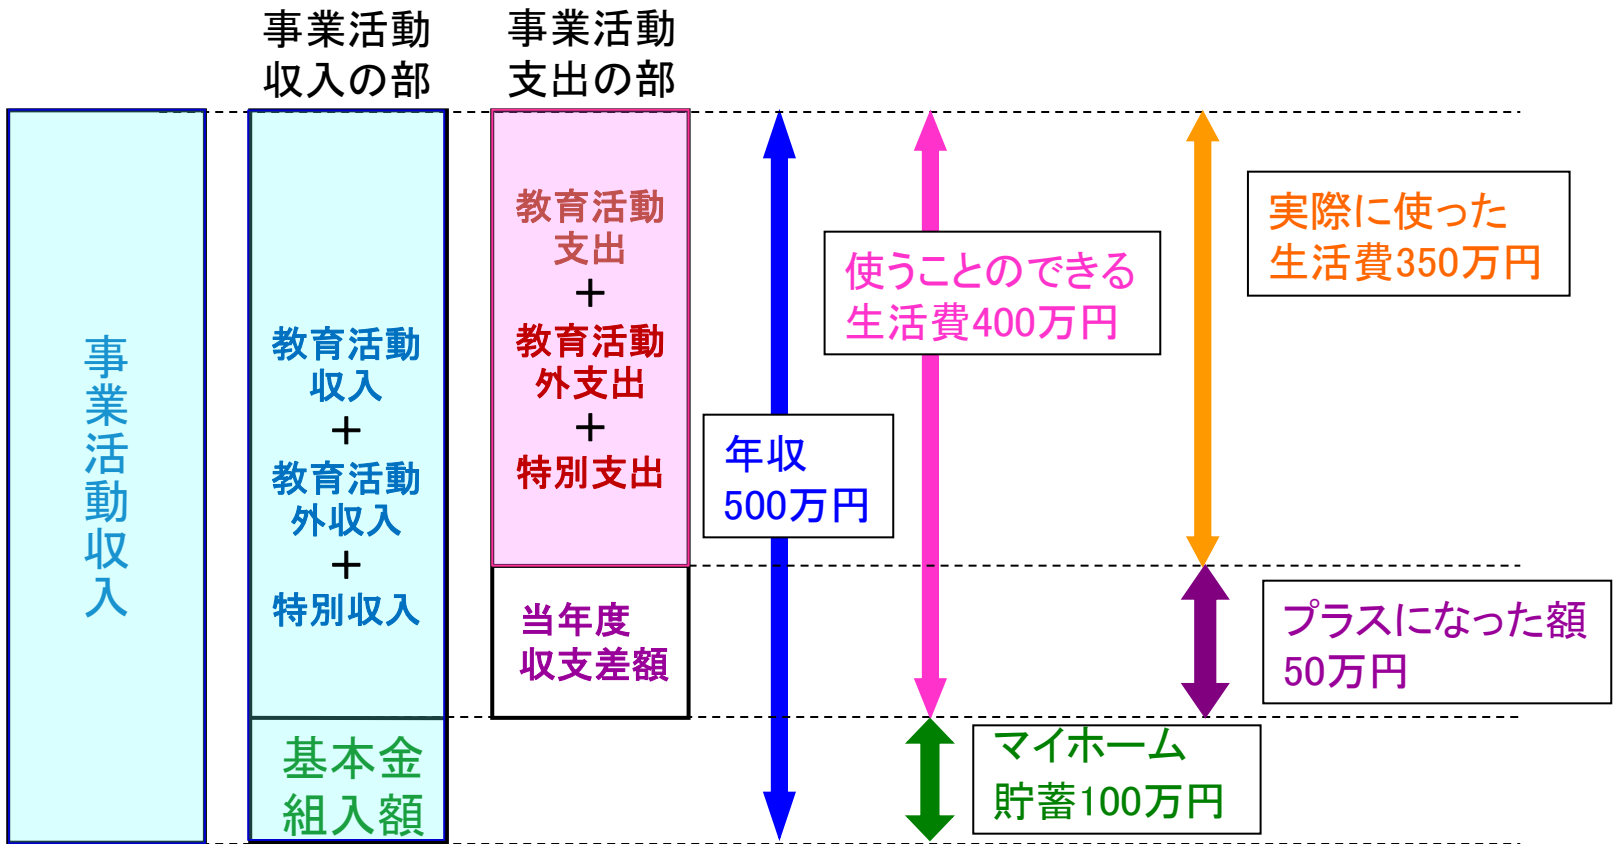 事業活動
収入の部
事業活動
支出の部
事業活動収入
教育活動
収入
＋
教育活動
外収入
＋
特別収入
基本金
組入額
教育活動
支出
＋
教育活動
外支出
＋
特別支出
当年度
収支差額
年収
500万円
使うことのできる
生活費400万円
マイホーム
貯蓄100万円
実際に使った
生活費350万円
プラスになった額
50万円